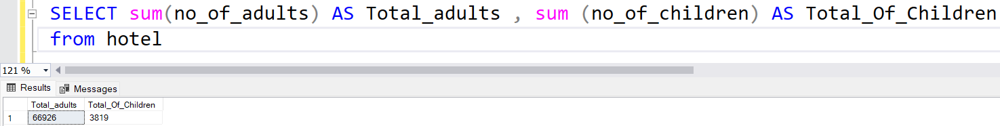 SELECT sum(no_of_adults) AS Total_adults , sum (no_of_children) AS Total_Of_Children
from hotel
121 %
Results Messages
Total_adults Total_Of_Children
1 66926 3819